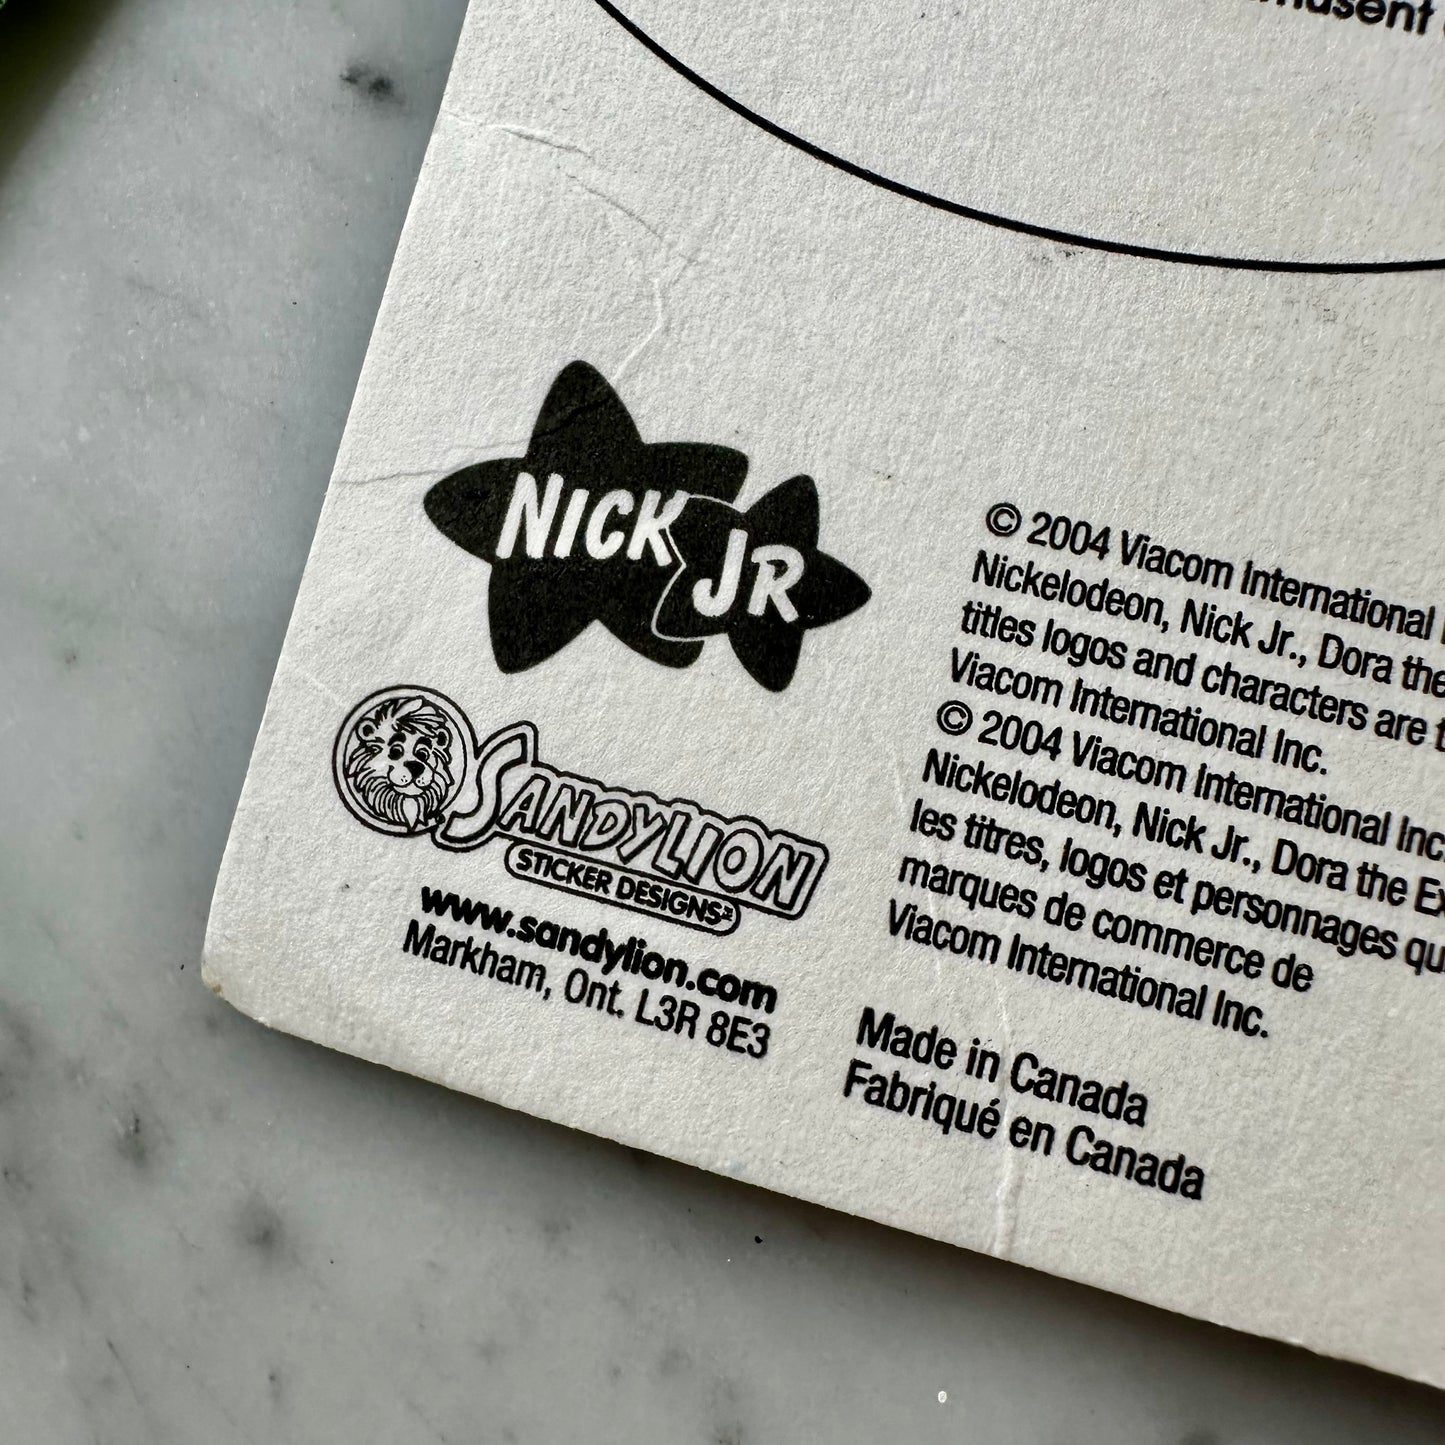 NICK JR
SANDYLION
STICKER DESIGNS
www.sandylion.com
Markham, Ont. L3R 8E3
© 2004 Viacom International
Nickelodeon, Nick Jr., Dora the
titles logos and characters are
Viacom International Inc.
© 2004 Viacom International Inc.
Nickelodeon, Nick Jr., Dora the
les titres, logos et personnages
marques de commerce de
Viacom International Inc.
Made in Canada
Fabriqué en Canada